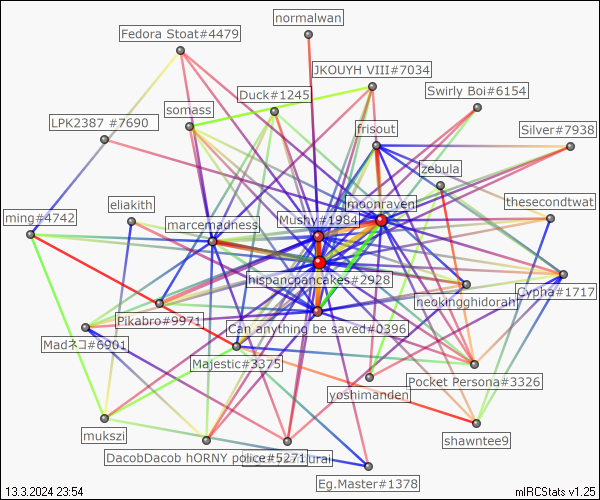 normalwan
Fedora Stoat#4479
JKOUYH VIII#7034
Swirly Boi#6154
Duck#1245
somass
LPK2387 #7690
frisout
Silver#7938
zebula
eliakith
moonraven
thesecondtwat
ming#4742
marcemadness
Mushy#1984
hispancpancakes#2928
Cypha#1717
neokingghidorah
Pikabro#9971
Can anything be saved#0396
Madネコ#6901
Majestic#3375
Pocket Persona#3326
yoshimanden
mukszi
shawntee9
DacobDacob hORNY police#5271
urai
Eg.Master#1378
13.3.2024 23:54
mIRCStats v1.25